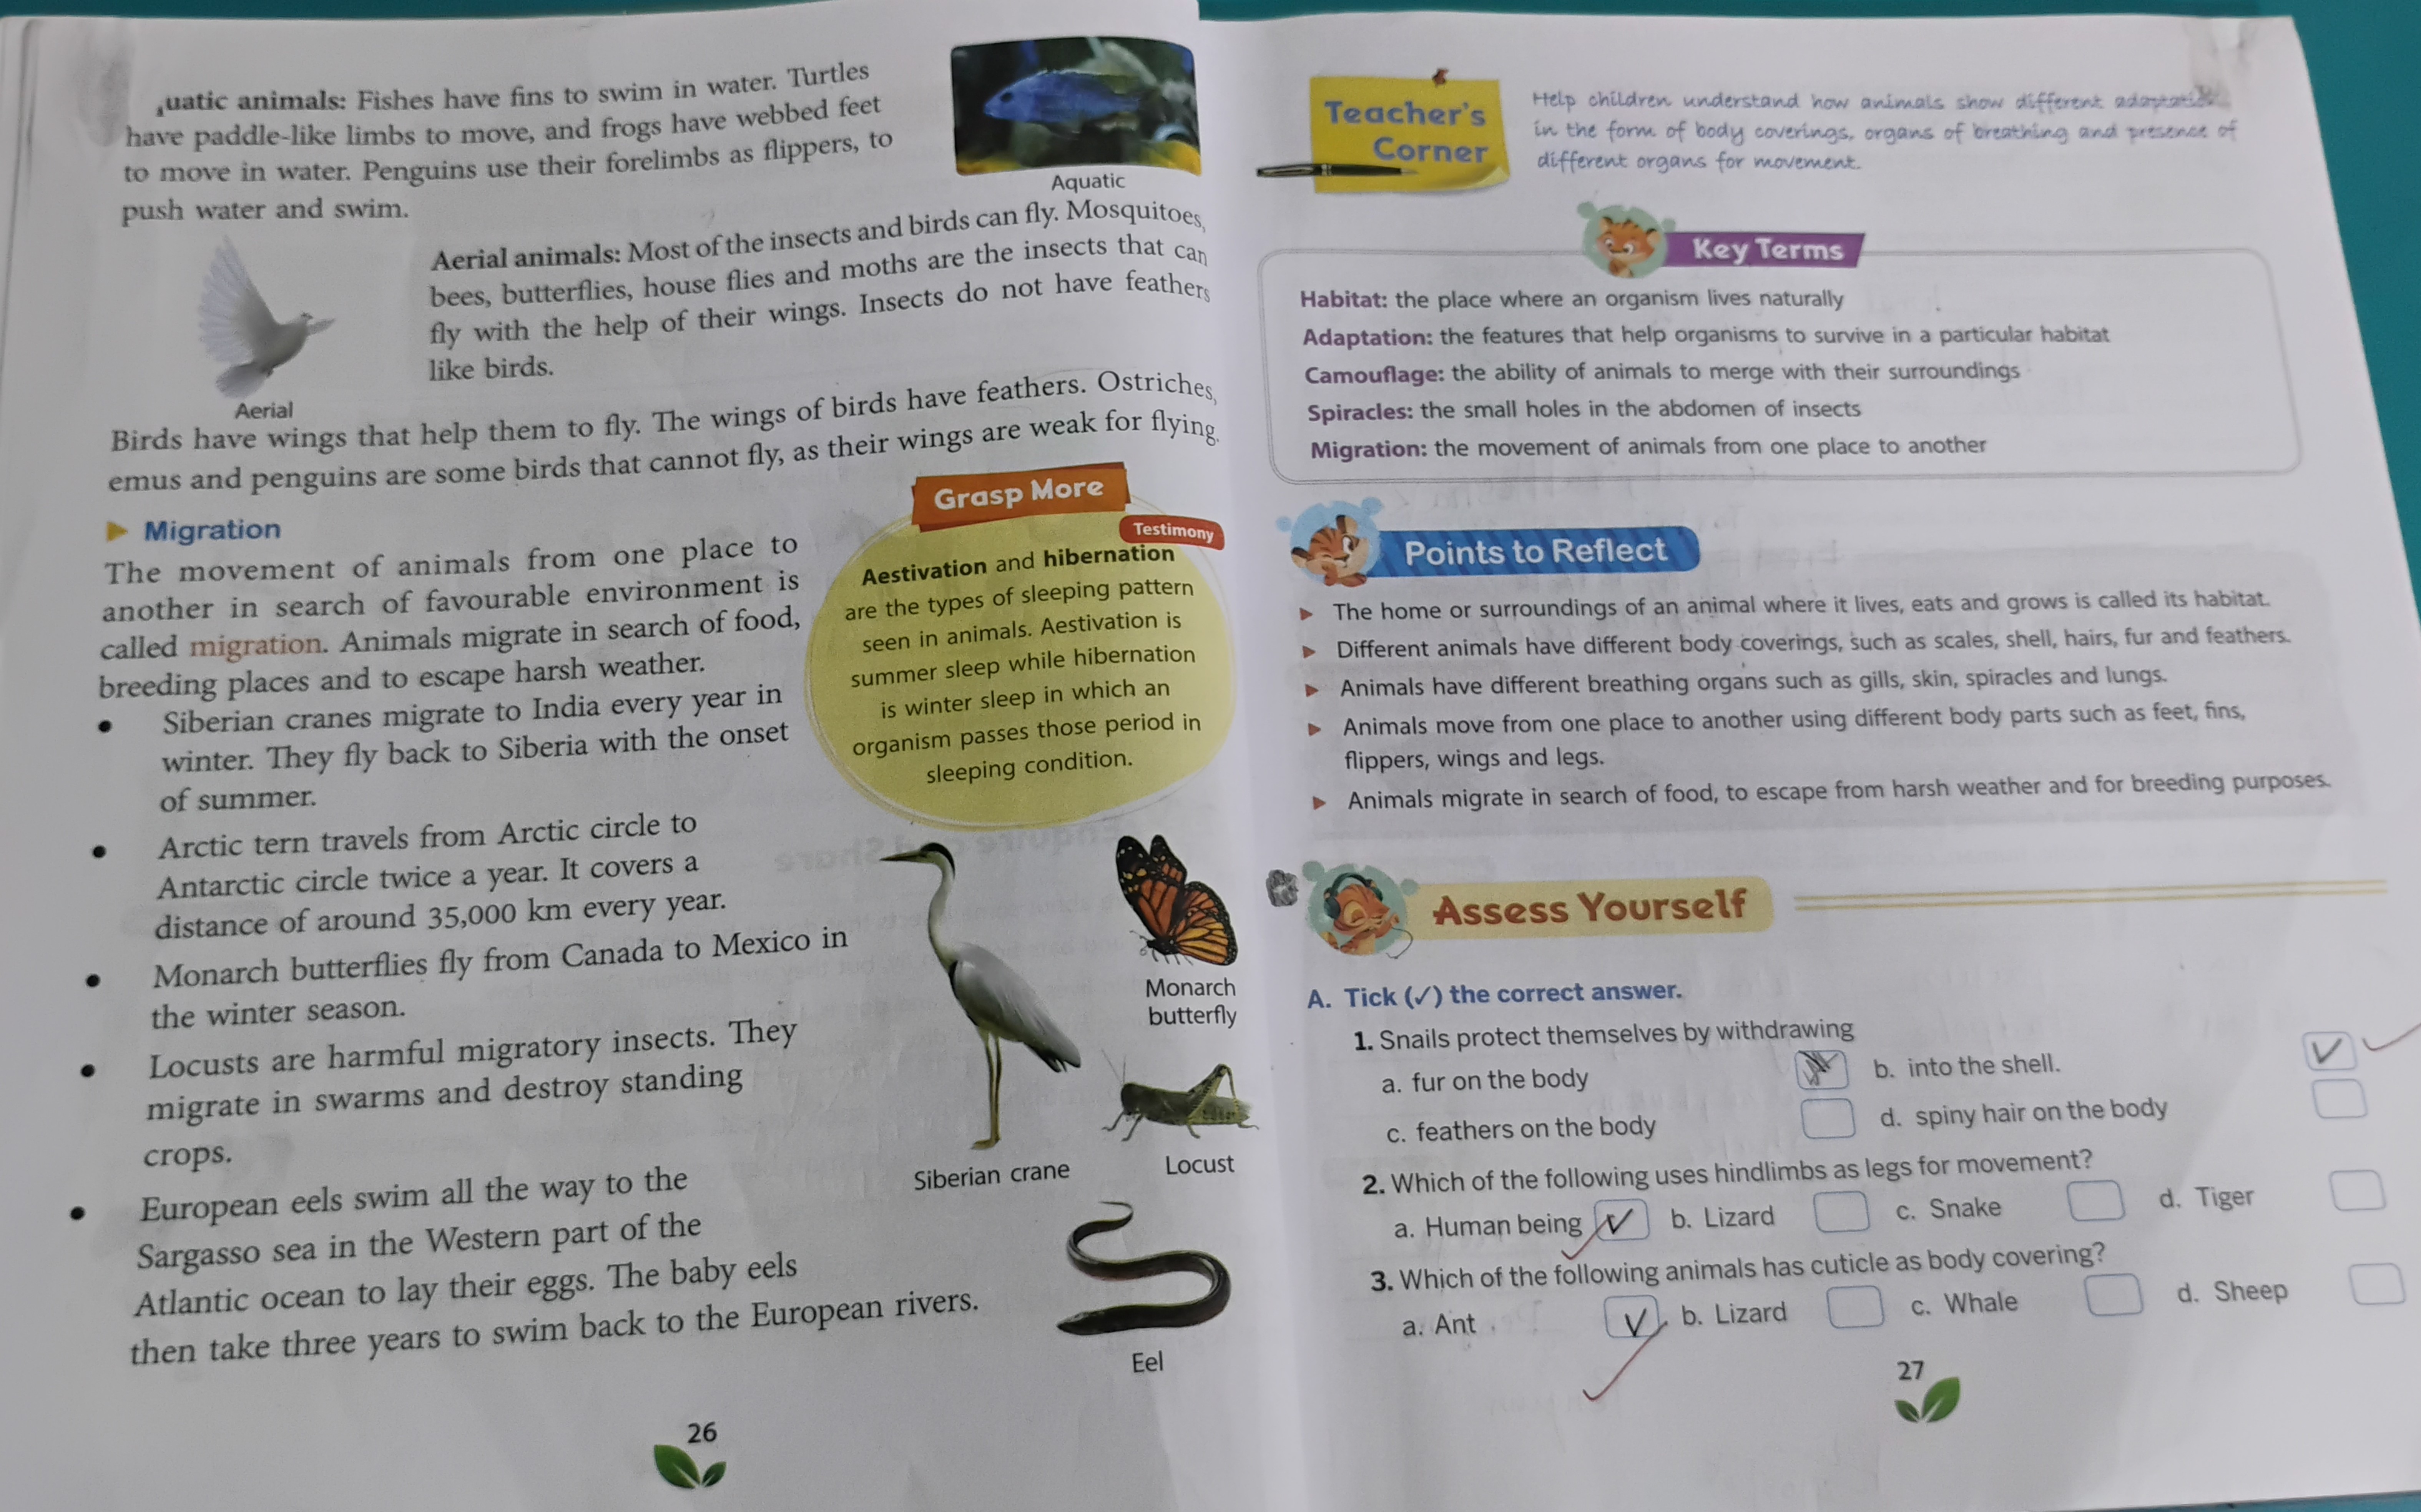 uatic animals: Fishes have fins to swim in water. Turtles
have paddle-like limbs to move, and frogs have webbed feet
to move in water. Penguins use their forelimbs as flippers, to
push water and swim.
Aquatic
Aerial animals: Most of the insects and birds can fly. Mosquitoes,
bees, butterflies, house flies and moths are the insects that can
fly with the help of their wings. Insects do not have feathers
like birds.
Aerial
Birds have wings that help them to fly. The wings of birds have feathers. Ostriches,
emus and penguins are some birds that cannot fly, as their wings are weak for flying.
Migration
The movement of animals from one place to
another in search of favourable environment is
called migration. Animals migrate in search of food,
breeding places and to escape harsh weather.
• Siberian cranes migrate to India every year in
winter. They fly back to Siberia with the onset
of summer.
• Arctic tern travels from Arctic circle to
Antarctic circle twice a year. It covers a
distance of around 35,000 km every year.
• Monarch butterflies fly from Canada to Mexico in
the winter season.
• Locusts are harmful migratory insects. They
migrate in swarms and destroy standing
crops.
• European eels swim all the way to the
Sargasso sea in the Western part of the
Atlantic ocean to lay their eggs. The baby eels
then take three years to swim back to the European rivers.
Grasp More
Testimony
Aestivation and hibernation
are the types of sleeping pattern
seen in animals. Aestivation is
summer sleep while hibernation
is winter sleep in which an
organism passes those period in
sleeping condition.
Monarch
butterfly
Siberian crane
Locust
Eel
26
Teacher's
Corner
Help children understand how animals show different
in the form of body coverings, organs of breathing and presence of
different organs for movement.
Key Terms
Habitat: the place where an organism lives naturally
Adaptation: the features that help organisms to survive in a particular habitat
Camouflage: the ability of animals to merge with their surroundings
Spiracles: the small holes in the abdomen of insects
Migration: the movement of animals from one place to another
Points to Reflect
The home or surroundings of an animal where it lives, eats and grows is called its habitat.
Different animals have different body coverings, such as scales, shell, hairs, fur and feathers.
Animals have different breathing organs such as gills, skin, spiracles and lungs.
Animals move from one place to another using different body parts such as feet, fins,
flippers, wings and legs.
Animals migrate in search of food, to escape from harsh weather and for breeding purposes.
Assess Yourself
A. Tick (✓) the correct answer.
1. Snails protect themselves by withdrawing
a. fur on the body b. into the shell. ✓
c. feathers on the body d. spiny hair on the body
2. Which of the following uses hindlimbs as legs for movement?
a. Human being ✓ b. Lizard c. Snake d. Tiger
3. Which of the following animals has cuticle as body covering?
a. Ant ✓ b. Lizard c. Whale d. Sheep
27